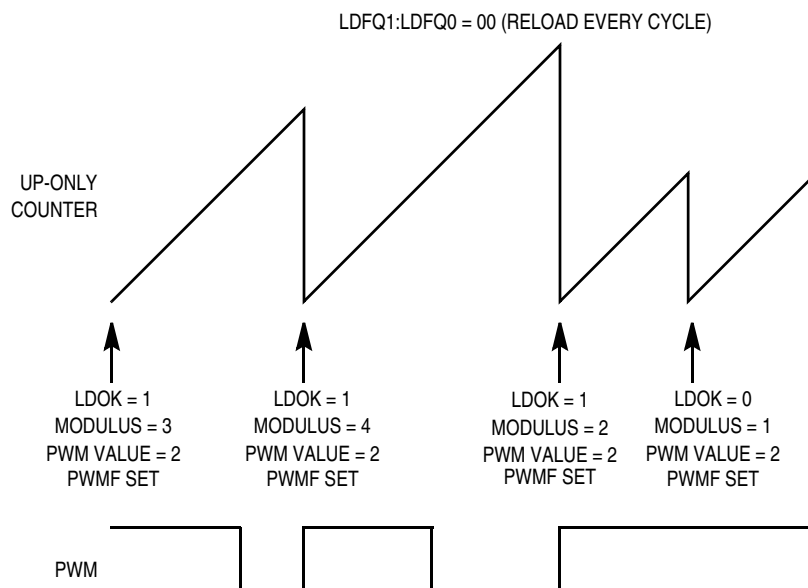 LDFQ1:LDFQ0 = 00 (RELOAD EVERY CYCLE)
UP-ONLY
COUNTER
LDOK = 1
MODULUS = 3
PWM VALUE = 2
PWMF SET
LDOK = 1
MODULUS = 4
PWM VALUE = 2
PWMF SET
LDOK = 1
MODULUS = 2
PWM VALUE = 2
PWMF SET
LDOK = 0
MODULUS = 1
PWM VALUE = 2
PWMF SET
PWM